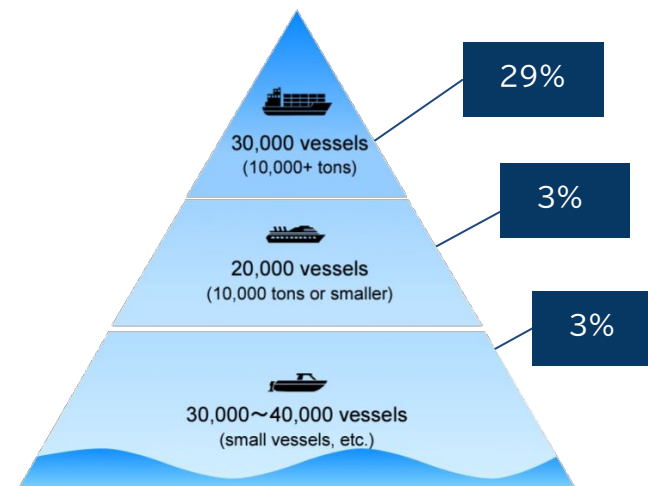 29%
30,000 vessels
(10,000+ tons)
3%
20,000 vessels
(10,000 tons or smaller)
3%
30,000～40,000 vessels
(small vessels, etc.)